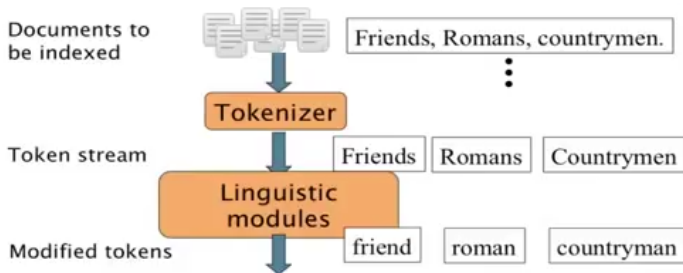 Documents to
be indexed
Friends, Romans, countrymen.
Tokenizer
Token stream
Friends
Romans
Countrymen
Linguistic
modules
Modified tokens
friend
roman
countryman